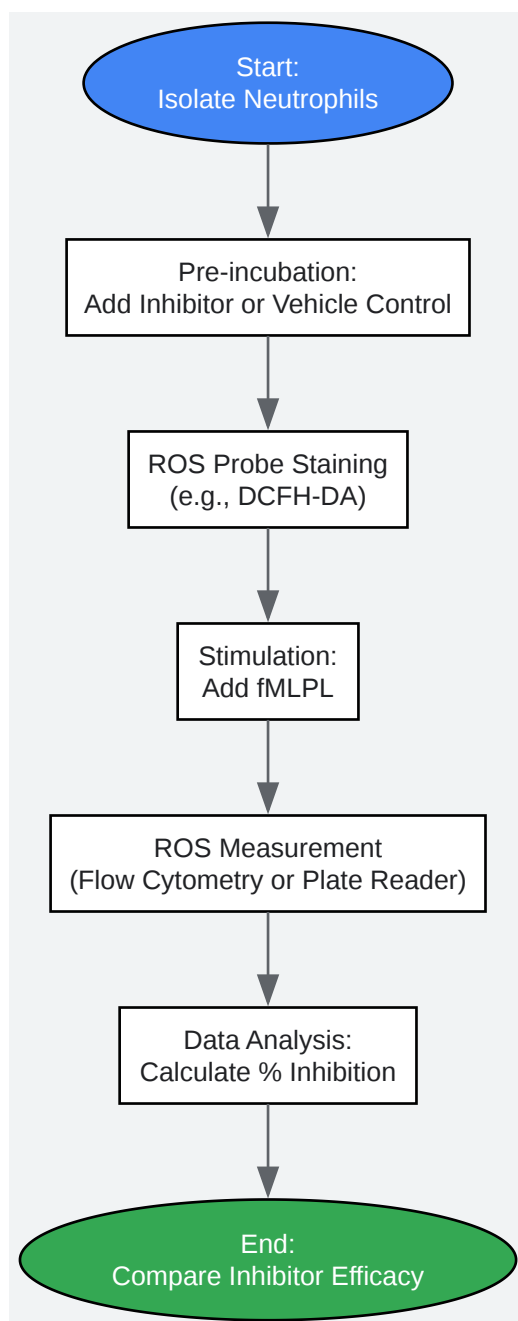 Start:
Isolate Neutrophils
Pre-incubation:
Add Inhibitor or Vehicle Control
ROS Probe Staining
(e.g., DCFH-DA)
Stimulation:
Add fMLPL
ROS Measurement
(Flow Cytometry or Plate Reader)
Data Analysis:
Calculate % Inhibition
End:
Compare Inhibitor Efficacy